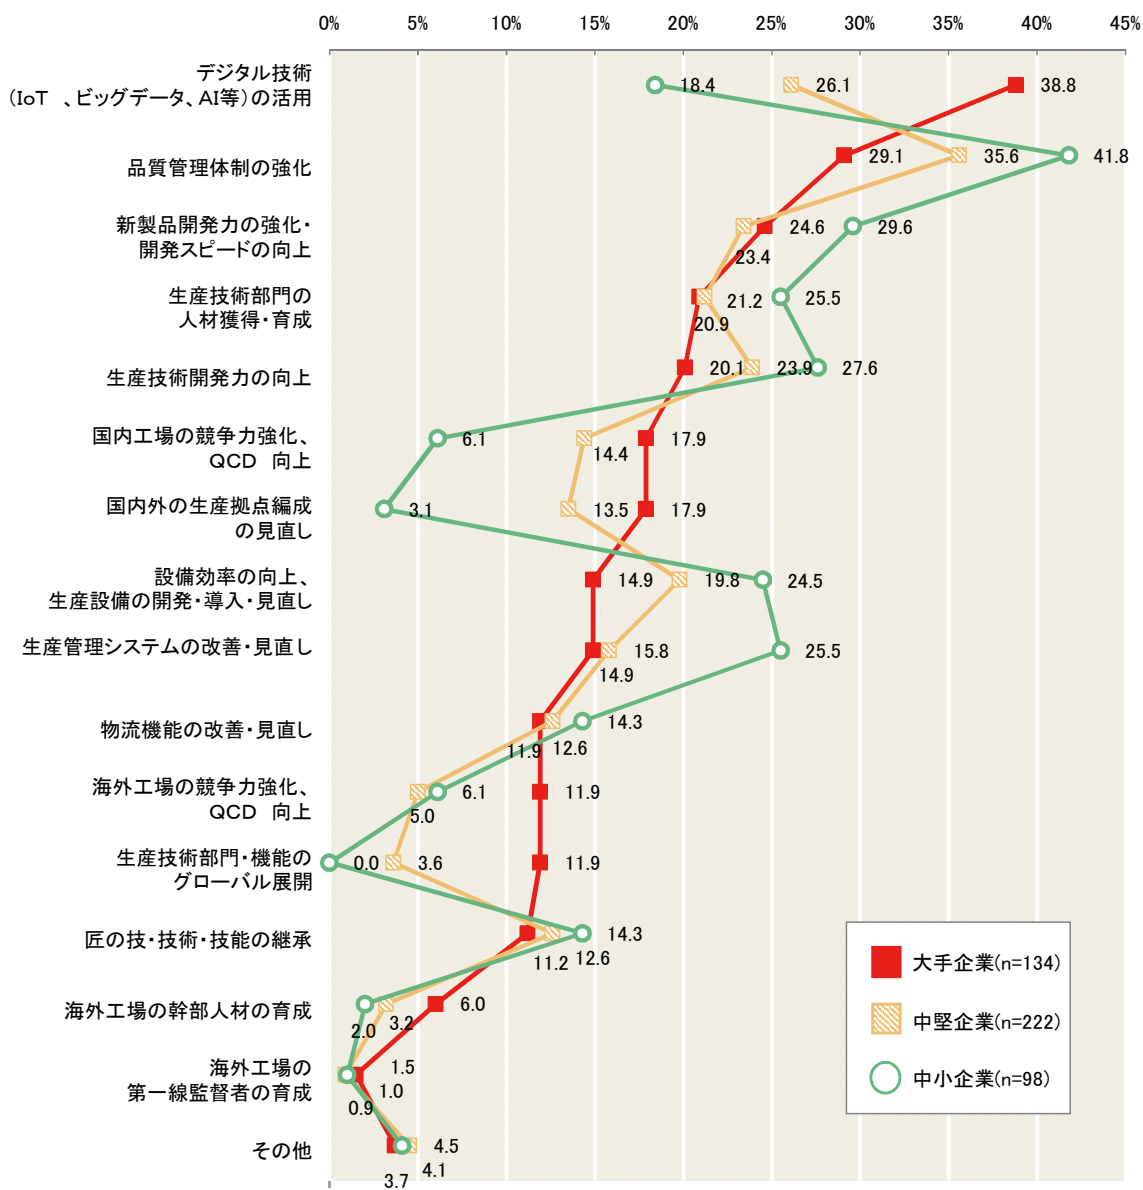 0% 5% 10% 15% 20% 25% 30% 35% 40% 45%
デジタル技術
(IoT 、ビッグデータ、AI等)の活用
18.4 26.1 38.8
品質管理体制の強化
29.1 35.6 41.8
新製品開発力の強化・
開発スピードの向上
24.6 29.6
23.4
生産技術部門の
人材獲得・育成
21.2 25.5
20.9
生産技術開発力の向上
20.1 23.9 27.6
国内工場の競争力強化、
QCD 向上
6.1 14.4 17.9
国内外の生産拠点編成
の見直し
3.1 13.5 17.9
設備効率の向上、
生産設備の開発・導入・見直し
14.9 19.8 24.5
生産管理システムの改善・見直し
15.8 25.5
14.9
物流機能の改善・見直し
14.3
11.9 12.6
海外工場の競争力強化、
QCD 向上
6.1 11.9
5.0
生産技術部門・機能の
グローバル展開
0.0 3.6 11.9
匠の技・技術・技能の継承
14.3
11.2 12.6
海外工場の幹部人材の育成
6.0
2.0 3.2
海外工場の
第一線監督者の育成
1.5
1.0
0.9
その他
4.5
4.1
3.7
大手企業(n=134)
中堅企業(n=222)
中小企業(n=98)